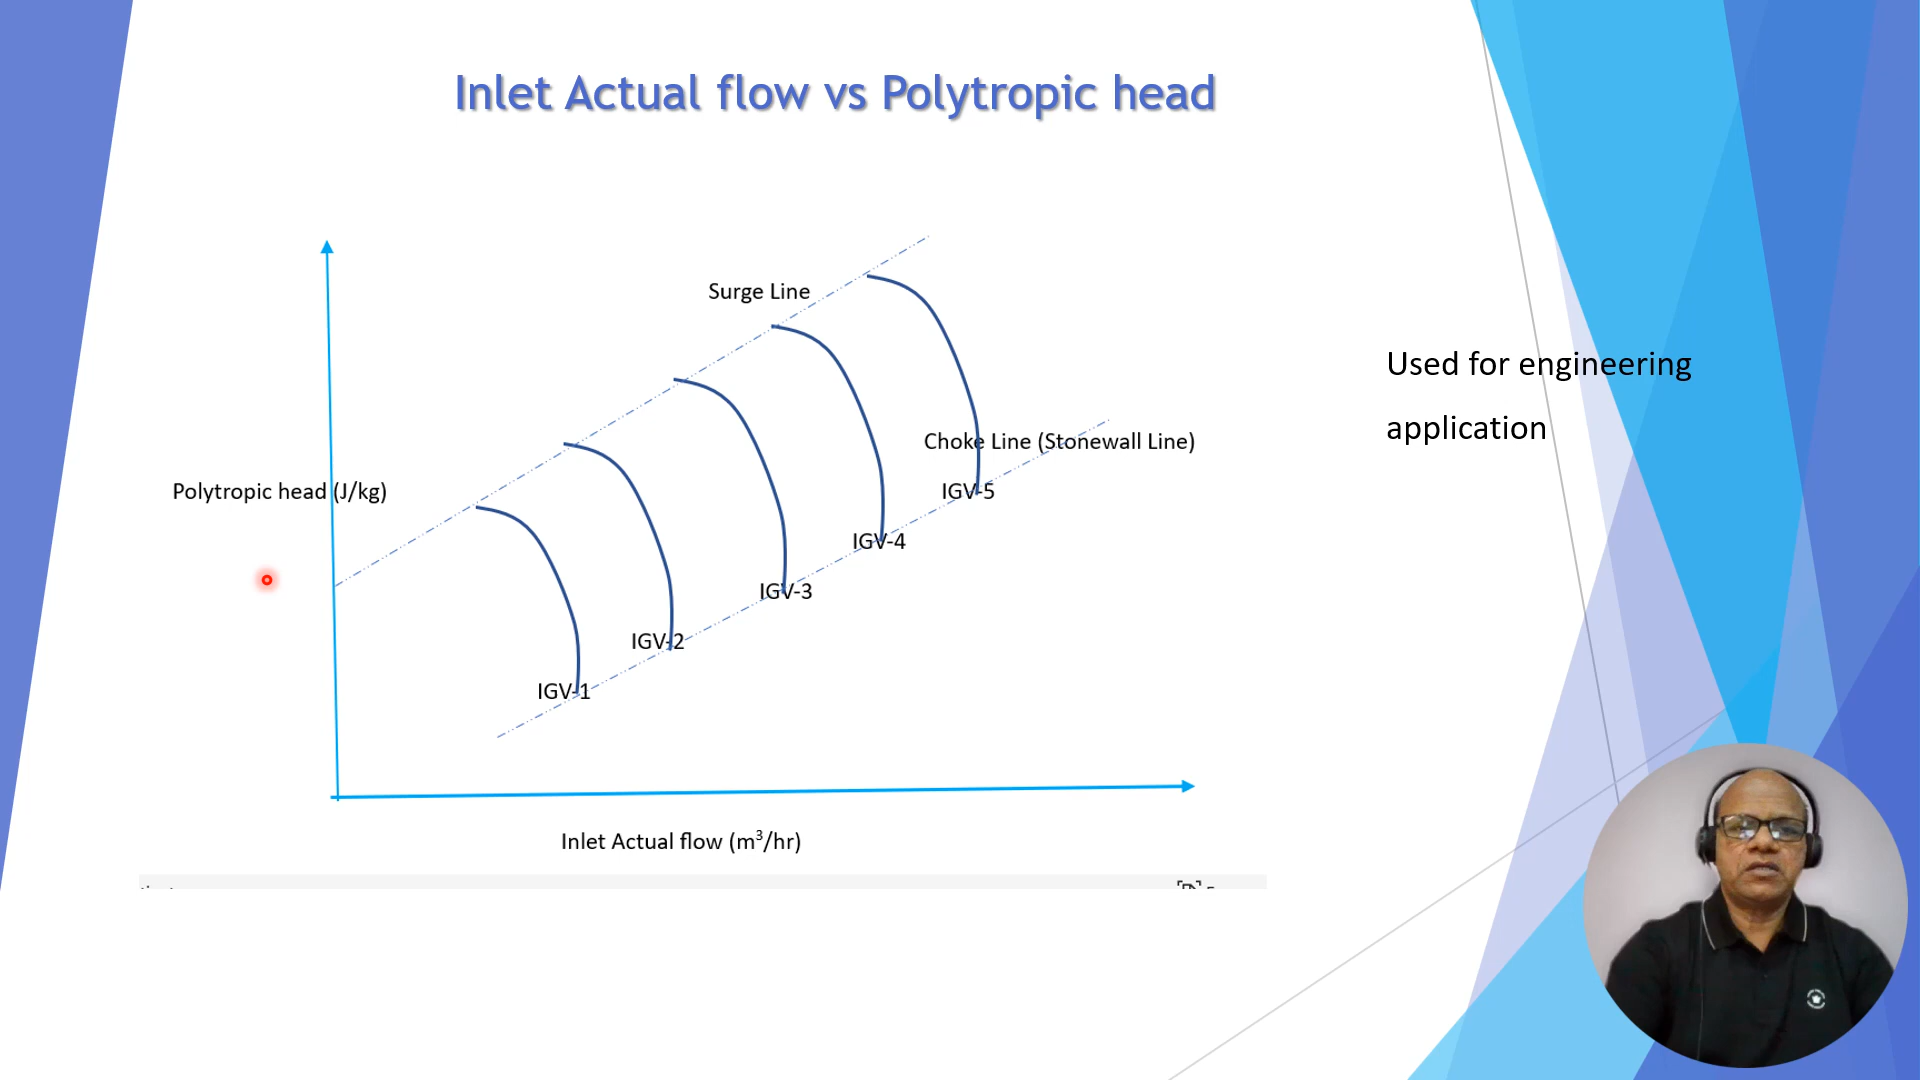 Inlet Actual flow vs Polytropic head
Surge Line
Used for engineering
application
Choke Line (Stonewall Line)
Polytropic head (J/kg)
IGV-5
IGV-4
IGV-3
IGV-2
IGV-1
Inlet Actual flow (m³/hr)